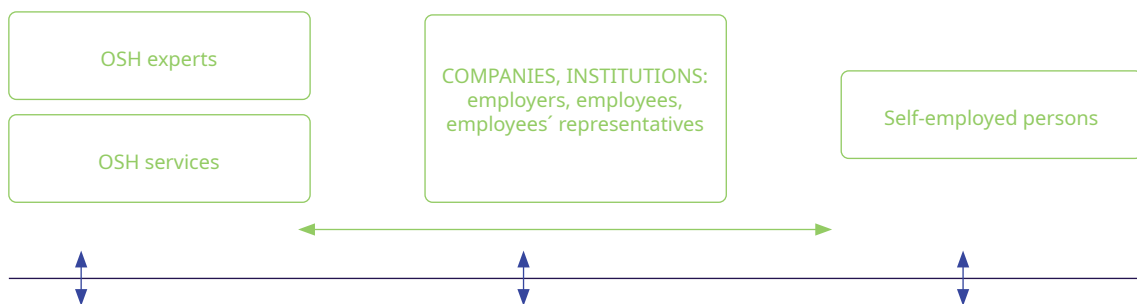 OSH experts
OSH services
COMPANIES, INSTITUTIONS:
employers, employees,
employees´ representatives
Self-employed persons